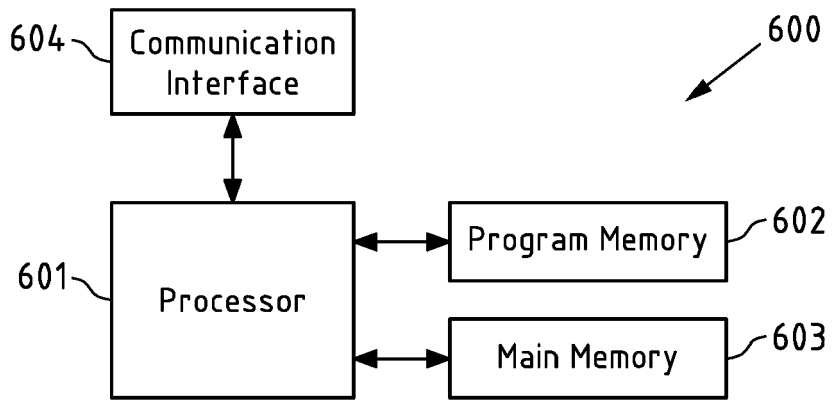 604
Communication
Interface
600
601
Processor
Program Memory
602
Main Memory
603